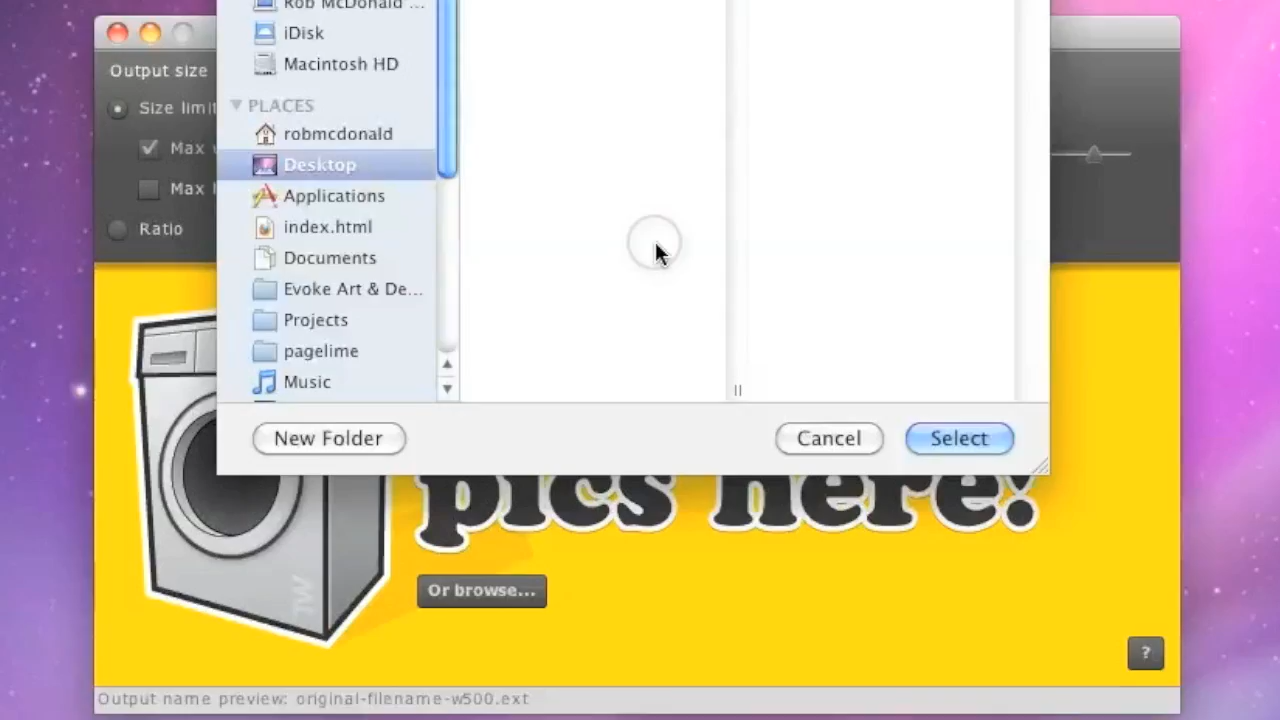 Rob McDonald ...
iDisk
Output size
Macintosh HD
PLACES
Size limit
robmcdonald
Max
Desktop
Max
Applications
Ratio
index.html
Documents
Evoke Art & De...
Projects
pagelime
Music
New Folder
Cancel
Select
pics here!
Or browse...
?
Output name preview: original-filename-w500.ext